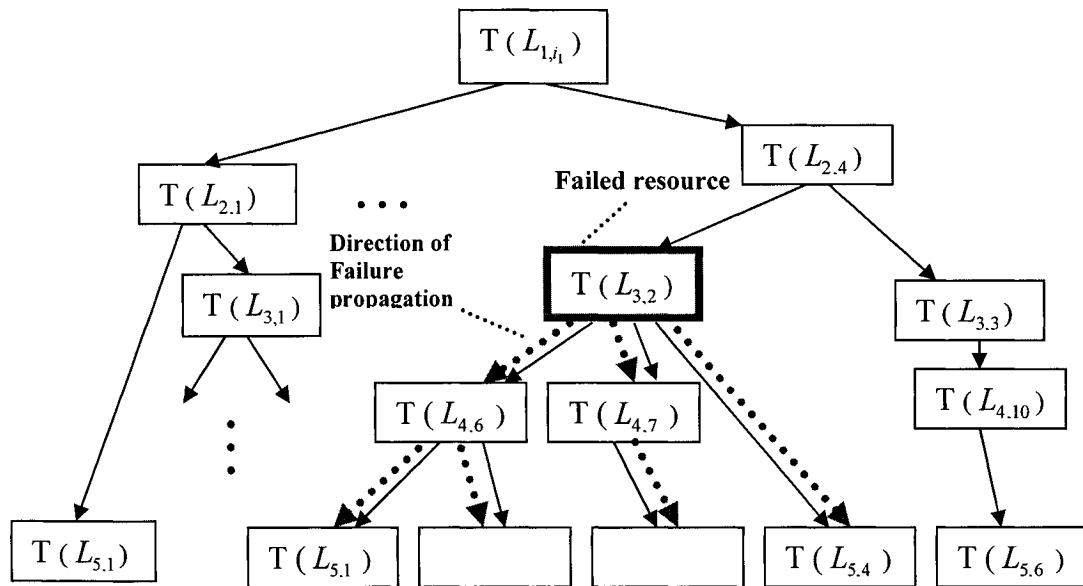 T(L1,i1)
T(L2.4)
T(L2.1)
Failed resource
Direction of
Failure
propagation
T(L3,1)
T(L3,2)
T(L3.3)
T(L4.6)
T(L4.7)
T(L4.10)
T(L5.1)
T(L5.1)
T(L5.4)
T(L5.6)